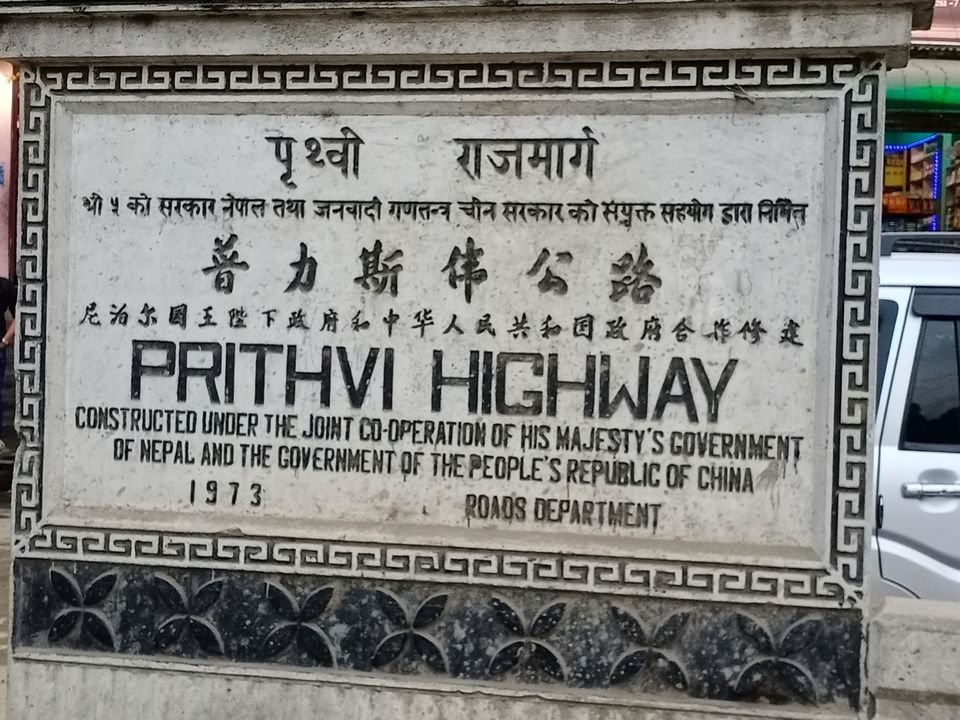 पृथ्वी राजमार्ग
श्री ५ को सरकार नेपाल तथा जनवादी गणतन्त्र चीन सरकार को संयुक्त सहयोग द्वारा निर्मित
普力斯伟公路
尼泊尔国王陛下政府和中华人民共和国政府合作修建
PRITHVI HIGHWAY
CONSTRUCTED UNDER THE JOINT CO-OPERATION OF HIS MAJESTY'S GOVERNMENT
OF NEPAL AND THE GOVERNMENT OF THE PEOPLE'S REPUBLIC OF CHINA
1973 ROADS DEPARTMENT